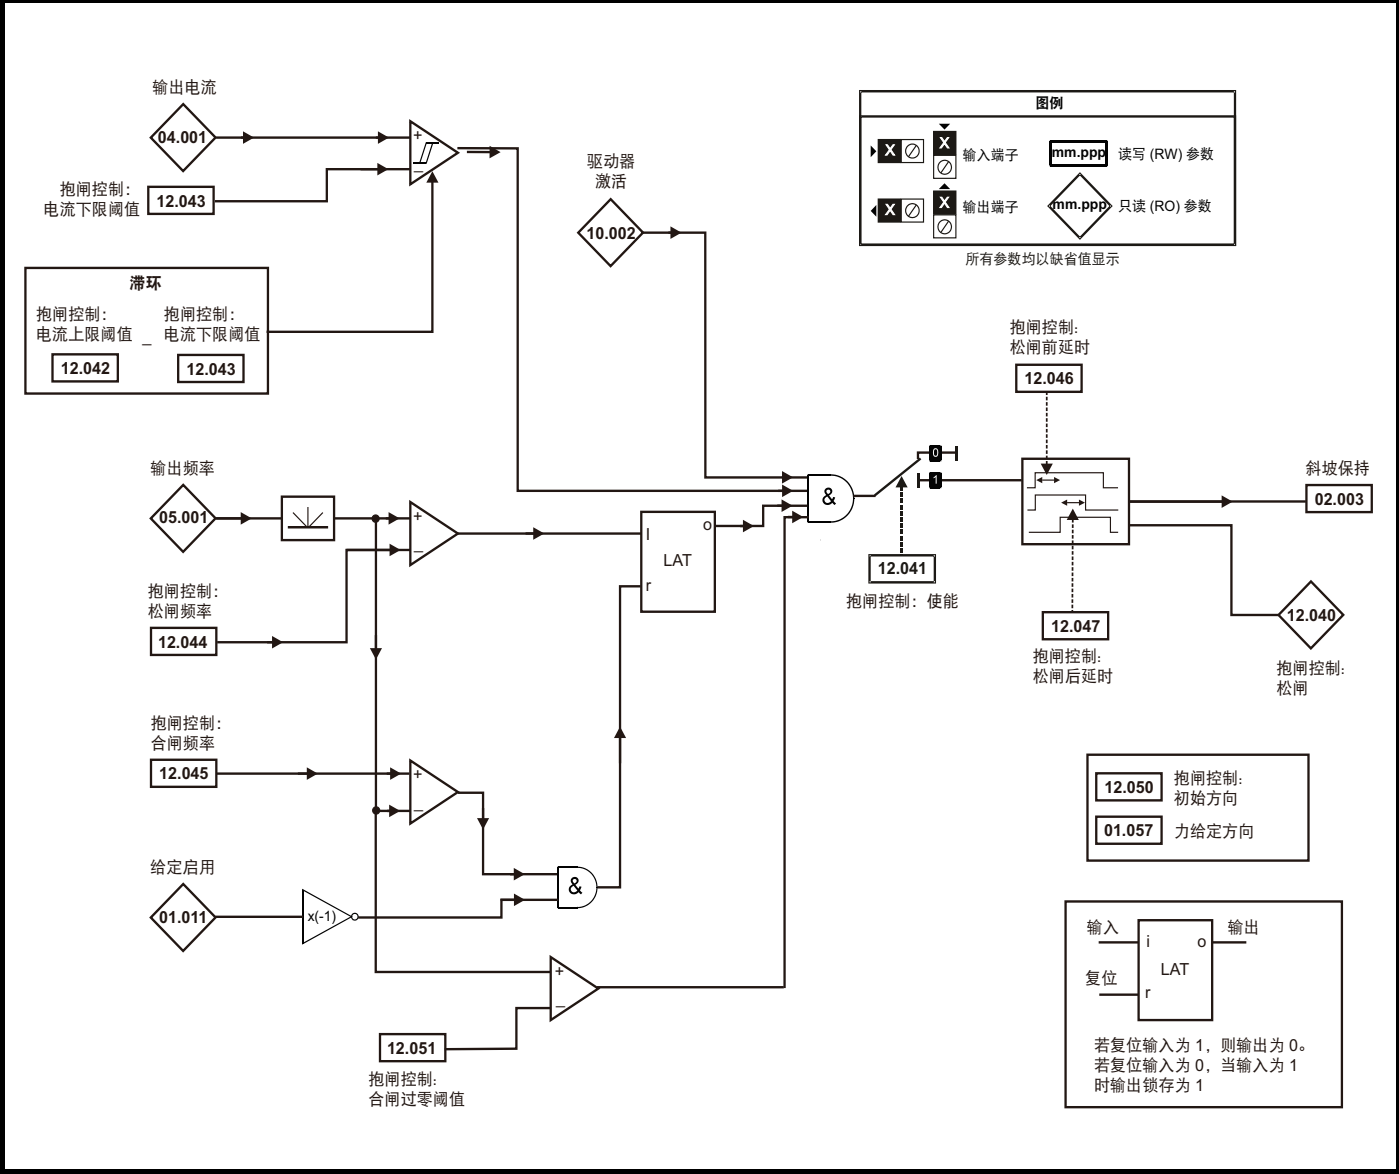 输出电流
04.001
+
−
抱闸控制：
电流下限阈值
12.043
滞环
抱闸控制：
电流上限阈值
12.042
–
抱闸控制：
电流下限阈值
12.043
驱动器
激活
10.002
图例
X
X
输入端子
mm.ppp
读写 (RW) 参数
X
X
输出端子
mm.ppp
只读 (RO) 参数
所有参数均以缺省值显示
输出频率
05.001
+
−
抱闸控制：
松闸频率
12.044
I
o
LAT
r
&
0
1
12.041
抱闸控制：使能
抱闸控制:
松闸前延时
12.046
12.047
抱闸控制:
松闸后延时
斜坡保持
02.003
12.040
抱闸控制:
松闸
抱闸控制：
合闸频率
12.045
+
−
给定启用
01.011
x(-1)
&
+
−
12.051
抱闸控制:
合闸过零阈值
12.050
抱闸控制:
初始方向
01.057
力给定方向
输入
i
o
输出
LAT
复位
r
若复位输入为 1，则输出为 0。
若复位输入为 0，当输入为 1
时输出锁存为 1